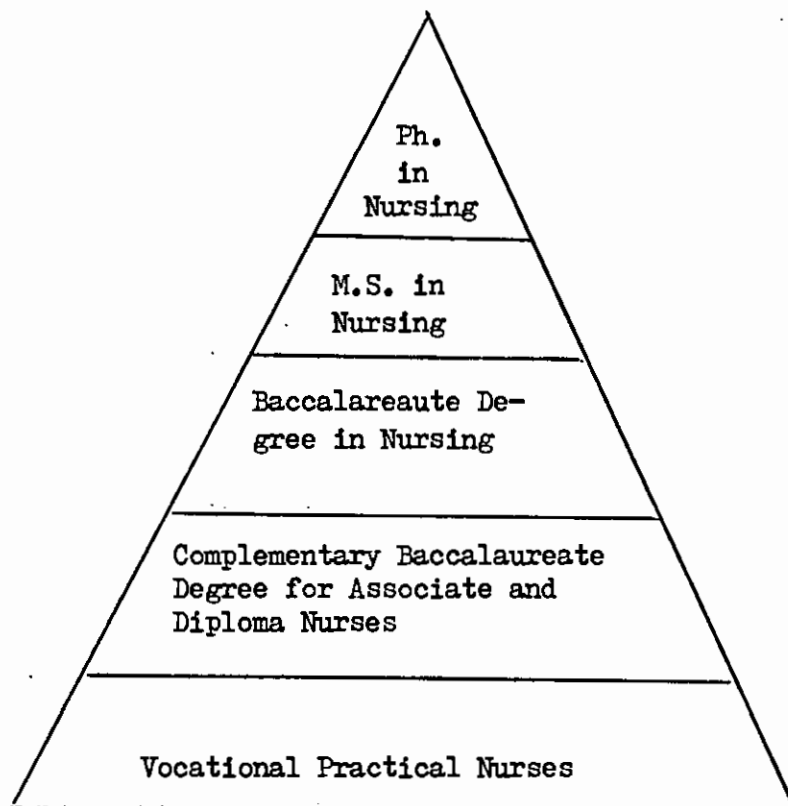 Ph.
in
Nursing
M.S. in
Nursing
Baccalareaute De-
gree in Nursing
Complementary Baccalaureate
Degree for Associate and
Diploma Nurses
Vocational Practical Nurses